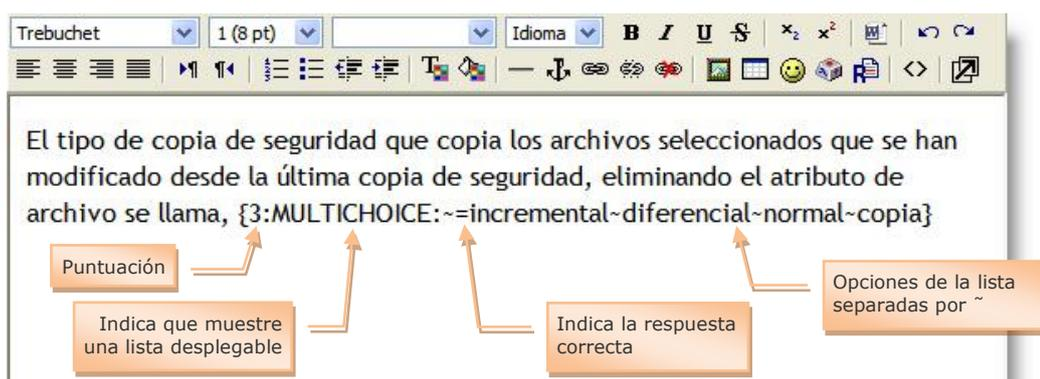 Trebuchet 1 (8 pt) Idioma B I U S x₂ x²
El tipo de copia de seguridad que copia los archivos seleccionados que se han
modificado desde la última copia de seguridad, eliminando el atributo de
archivo se llama, {3:MULTICHOICE:~=incremental~diferencial~normal~copia}
Puntuación
Indica que muestre
una lista desplegable
Indica la respuesta
correcta
Opciones de la lista
separadas por ~